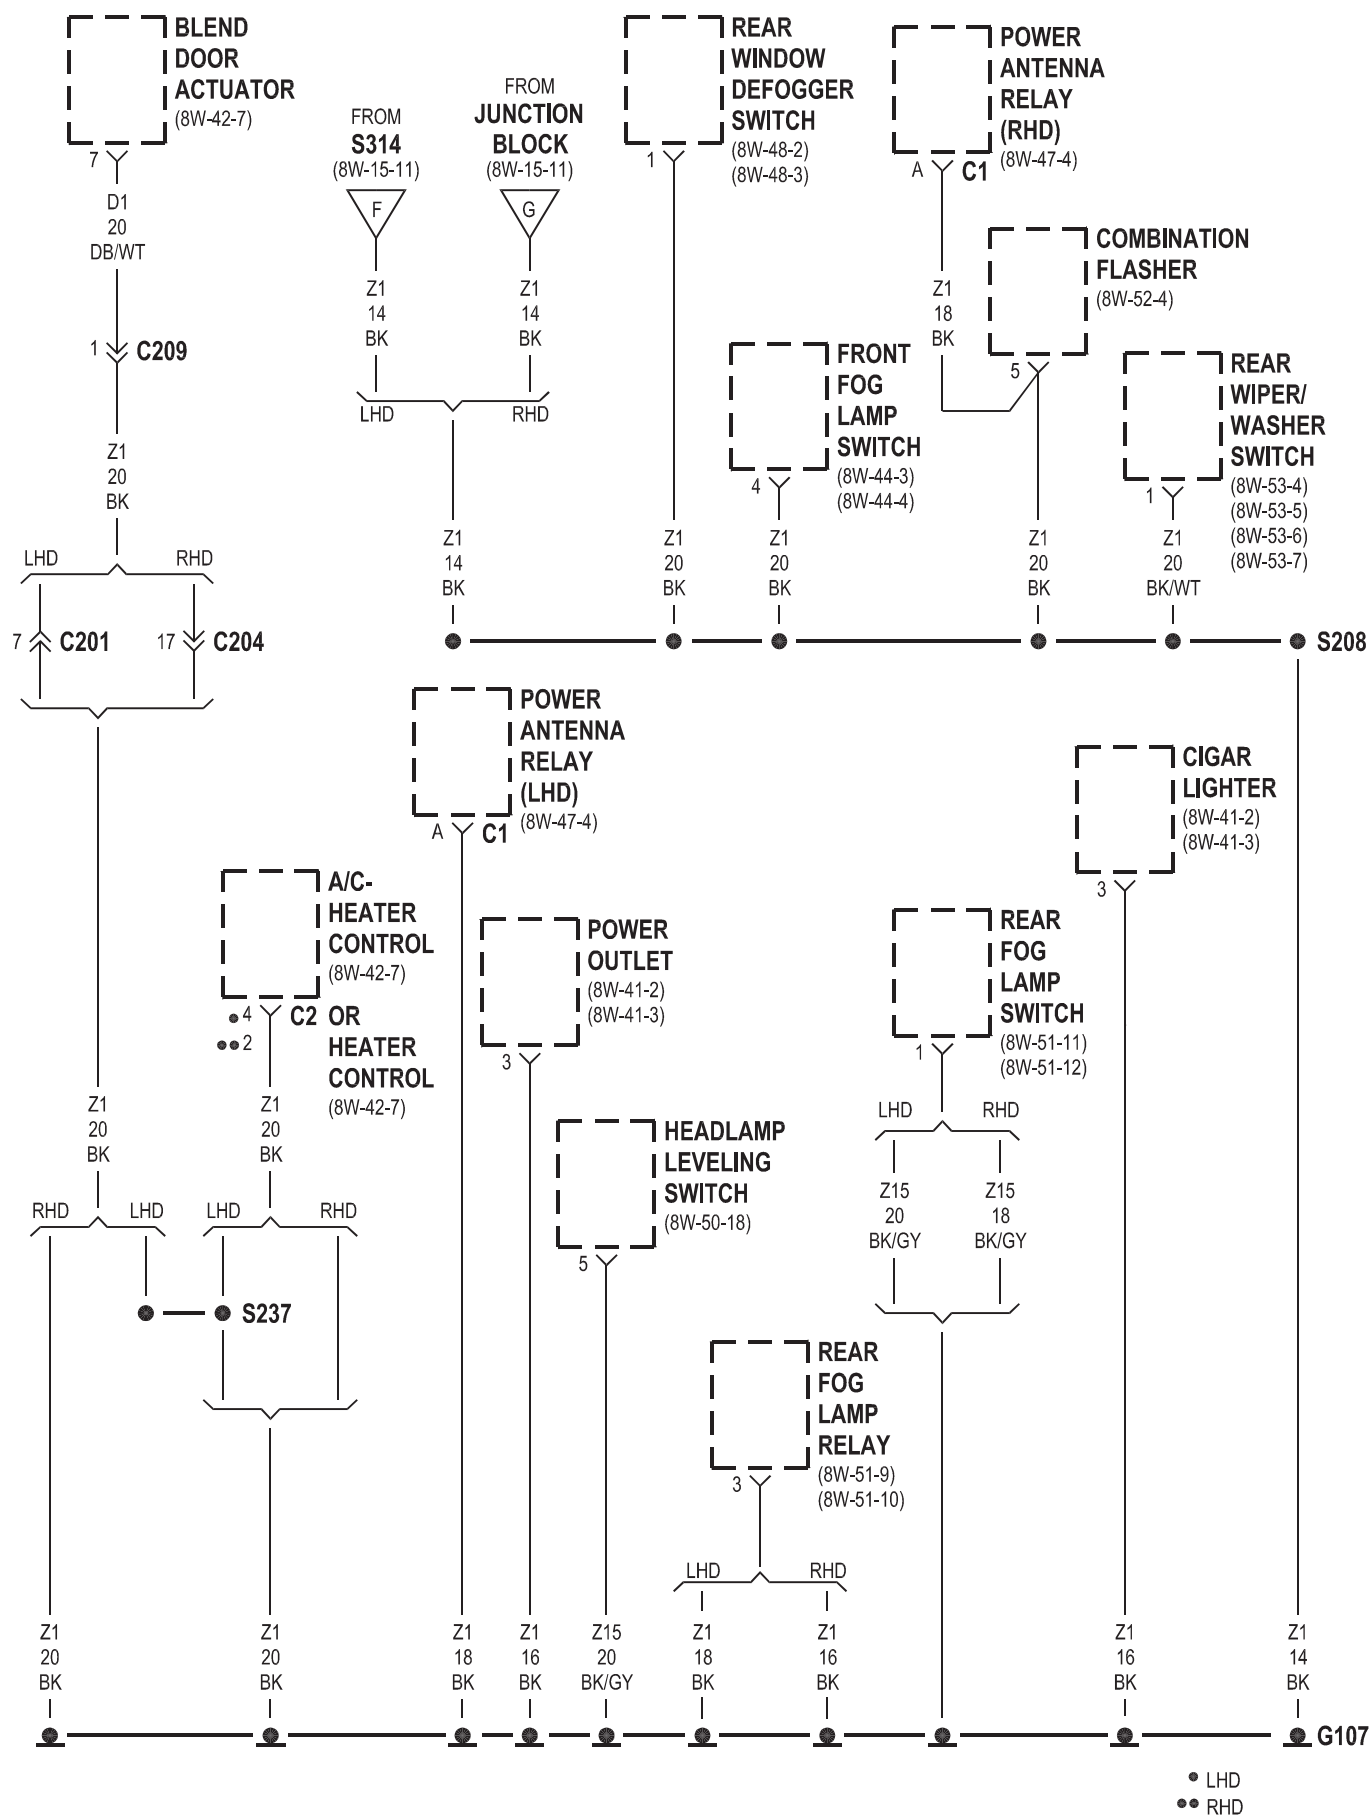 BLEND
DOOR
ACTUATOR
(8W-42-7)
7
D1
20
DB/WT
1
C209
Z1
20
BK
LHD
RHD
7
C201
17
C204
FROM
S314
(8W-15-11)
F
Z1
14
BK
FROM
JUNCTION
BLOCK
(8W-15-11)
G
Z1
14
BK
LHD
RHD
Z1
14
BK
REAR
WINDOW
DEFOGGER
SWITCH
(8W-48-2)
(8W-48-3)
1
Z1
20
BK
FRONT
FOG
LAMP
SWITCH
(8W-44-3)
(8W-44-4)
4
Z1
20
BK
POWER
ANTENNA
RELAY
(RHD)
(8W-47-4)
A
C1
Z1
18
BK
COMBINATION
FLASHER
(8W-52-4)
5
Z1
20
BK
REAR
WIPER/
WASHER
SWITCH
(8W-53-4)
(8W-53-5)
(8W-53-6)
(8W-53-7)
1
Z1
20
BK/WT
S208
POWER
ANTENNA
RELAY
(LHD)
(8W-47-4)
A
C1
CIGAR
LIGHTER
(8W-41-2)
(8W-41-3)
3
A/C-
HEATER
CONTROL
(8W-42-7)
4
2
C2
OR
HEATER
CONTROL
(8W-42-7)
POWER
OUTLET
(8W-41-2)
(8W-41-3)
3
REAR
FOG
LAMP
SWITCH
(8W-51-11)
(8W-51-12)
1
LHD
RHD
Z15
20
BK/GY
Z15
18
BK/GY
Z1
20
BK
Z1
20
BK
HEADLAMP
LEVELING
SWITCH
(8W-50-18)
5
RHD
LHD
LHD
RHD
S237
REAR
FOG
LAMP
RELAY
(8W-51-9)
(8W-51-10)
3
LHD
RHD
Z1
20
BK
Z1
20
BK
Z1
18
BK
Z1
16
BK
Z15
20
BK/GY
Z1
18
BK
Z1
16
BK
Z1
16
BK
Z1
14
BK
G107
LHD
RHD